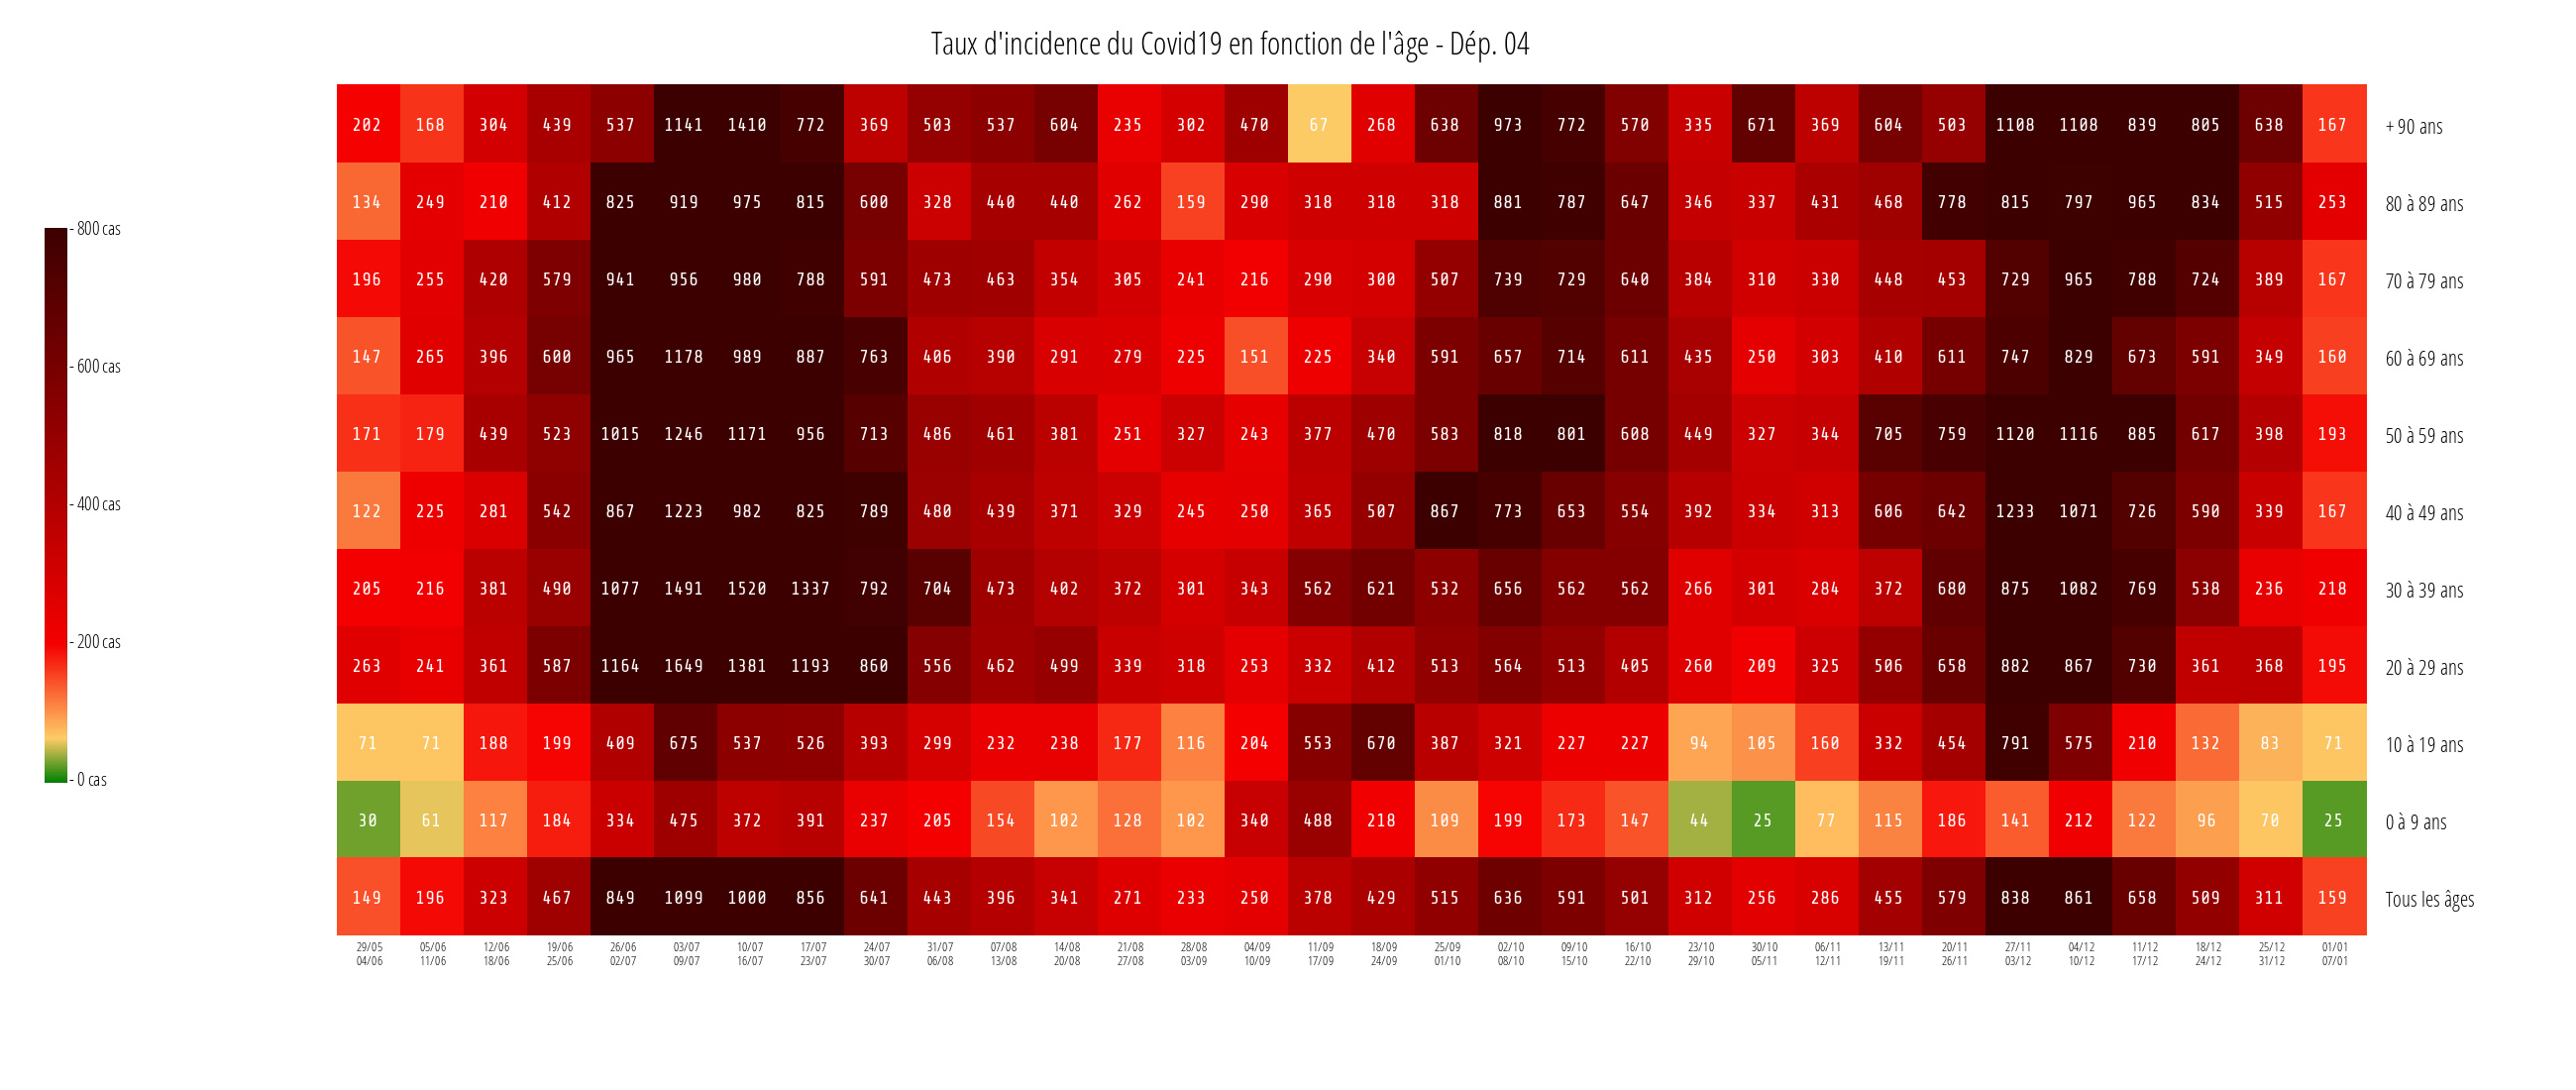 Taux d'incidence du Covid19 en fonction de l'âge - Dép. 04
- 800 cas
- 600 cas
- 400 cas
- 200 cas
- 0 cas
202 168 304 439 537 1141 1410 772 369 503 537 604 235 302 470 67 268 638 973 772 570 335 671 369 604 503 1108 1108 839 805 638 167 + 90 ans
134 249 210 412 825 919 975 815 600 328 440 440 262 159 290 318 318 318 881 787 647 346 337 431 468 778 815 797 965 834 515 253 80 à 89 ans
196 255 420 579 941 956 980 788 591 473 463 354 305 241 216 290 300 507 739 729 640 384 310 330 448 453 729 965 788 724 389 167 70 à 79 ans
147 265 396 600 965 1178 989 887 763 406 390 291 279 225 151 225 340 591 657 714 611 435 250 303 410 611 747 829 673 591 349 160 60 à 69 ans
171 179 439 523 1015 1246 1171 956 713 486 461 381 251 327 243 377 470 583 818 801 608 449 327 344 705 759 1120 1116 885 617 398 193 50 à 59 ans
122 225 281 542 867 1223 982 825 789 480 439 371 329 245 250 365 507 867 773 653 554 392 334 313 606 642 1233 1071 726 590 339 167 40 à 49 ans
205 216 381 490 1077 1491 1520 1337 792 704 473 402 372 301 343 562 621 532 656 562 562 266 301 284 372 680 875 1082 769 538 236 218 30 à 39 ans
263 241 361 587 1164 1649 1381 1193 860 556 462 499 339 318 253 332 412 513 564 513 405 260 209 325 506 658 882 867 730 361 368 195 20 à 29 ans
71 71 188 199 409 675 537 526 393 299 232 238 177 116 204 553 670 387 321 227 227 94 105 160 332 454 791 575 210 132 83 71 10 à 19 ans
30 61 117 184 334 475 372 391 237 205 154 102 128 102 340 488 218 109 199 173 147 44 25 77 115 186 141 212 122 96 70 25 0 à 9 ans
149 196 323 467 849 1099 1000 856 641 443 396 341 271 233 250 378 429 515 636 591 501 312 256 286 455 579 838 861 658 509 311 159 Tous les âges
29/05 05/06 12/06 19/06 26/06 03/07 10/07 17/07 24/07 31/07 07/08 14/08 21/08 28/08 04/09 11/09 18/09 25/09 02/10 09/10 16/10 23/10 30/10 06/11 13/11 20/11 27/11 04/12 11/12 18/12 25/12 01/01
04/06 11/06 18/06 25/06 02/07 09/07 16/07 23/07 30/07 06/08 13/08 20/08 27/08 03/09 10/09 17/09 24/09 01/10 08/10 15/10 22/10 29/10 05/11 12/11 19/11 26/11 03/12 10/12 17/12 24/12 31/12 07/01